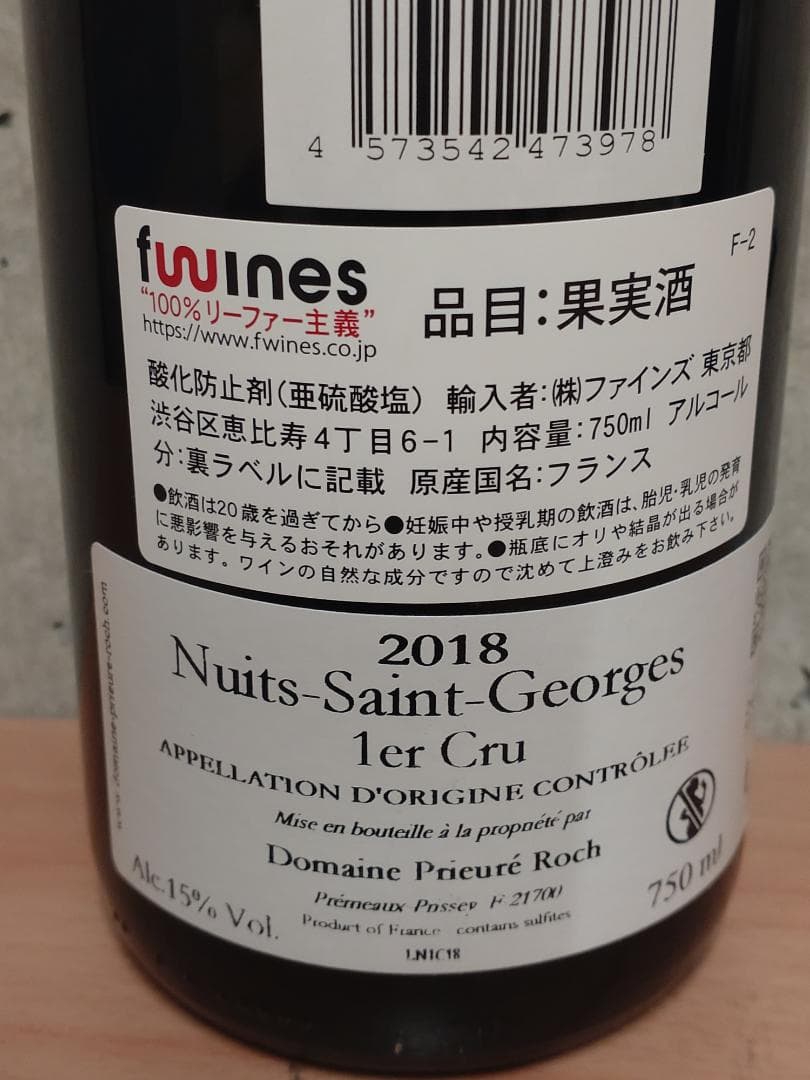 4 573542 473978
F-2
fwines
“100%リーファー主義”
https://www.fwines.co.jp
品目：果実酒
酸化防止剤（亜硫酸塩） 輸入者：㈱ファインズ 東京都
渋谷区恵比寿4丁目6-1 内容量：750ml アルコール
分：裏ラベルに記載 原産国名：フランス
●飲酒は20歳を過ぎてから●妊娠中や授乳期の飲酒は、胎児・乳児の発育
に悪影響を与えるおそれがあります。●瓶底にオリや結晶が出る場合が
あります。ワインの自然な成分ですので沈めて上澄みをお飲み下さい。
www.domaine-prieure-roch.com
2018
Nuits-Saint-Georges
1er Cru
APPELLATION D'ORIGINE CONTRÔLÉE
Mise en bouteille à la propriété par
Domaine Prieuré Roch
Alc.15% Vol.
750 ml
Prémeaux-Prissey F 21700
Product of France contains sulfites
LN1C18